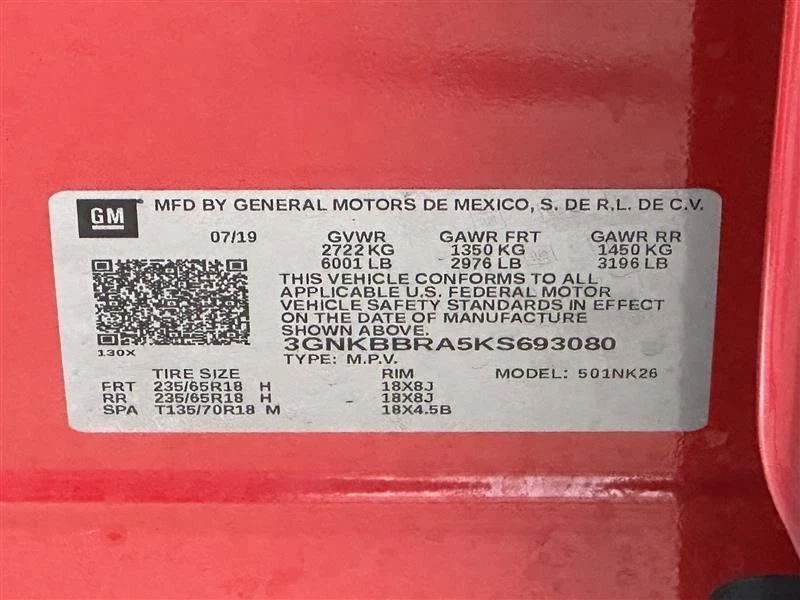 GM MFD BY GENERAL MOTORS DE MEXICO, S. DE R.L. DE C.V.
07/19 GVWR GAWR FRT GAWR RR
2722 KG 1350 KG 1450 KG
6001 LB 2976 LB 3196 LB
THIS VEHICLE CONFORMS TO ALL
APPLICABLE U.S. FEDERAL MOTOR
VEHICLE SAFETY STANDARDS IN EFFECT
ON THE DATE OF MANUFACTURE
SHOWN ABOVE.
3GNKBBRA5KS693080
130X
TYPE: M.P.V.
TIRE SIZE RIM MODEL: 501NK26
FRT 235/65R18 H 18X8J
RR 235/65R18 H 18X8J
SPA T135/70R18 M 18X4.5B